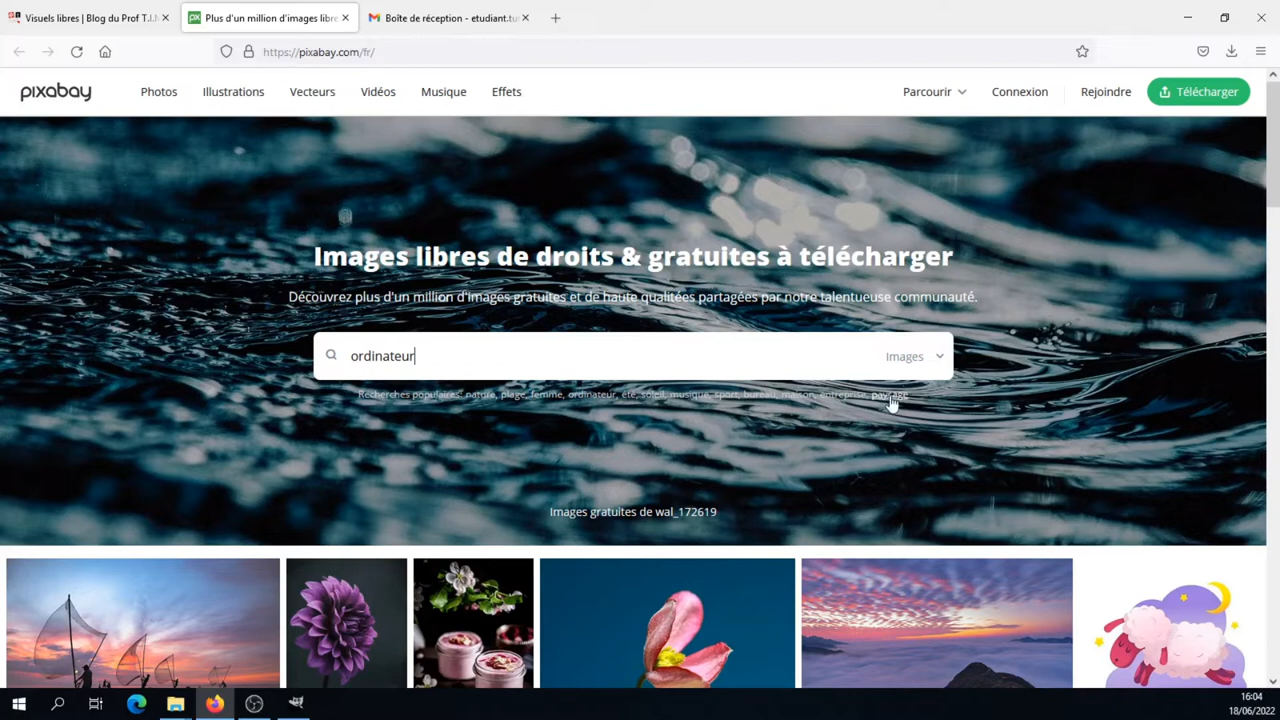 Visuels libres | Blog du Prof T.I.M
Plus d'un million d'images libre
Boîte de réception - etudiant.tu
https://pixabay.com/fr/
pixabay
Photos
Illustrations
Vecteurs
Vidéos
Musique
Effets
Parcourir
Connexion
Rejoindre
Télécharger
Images libres de droits & gratuites à télécharger
Découvrez plus d'un million d'images gratuites et de haute qualitées partagées par notre talentueuse communauté.
ordinateur
Images
Recherches populaires: nature, plage, femme, ordinateur, été, soleil, musique, sport, bureau, maison, entreprise, paysage
Images gratuites de wal_172619
16:04
18/06/2022